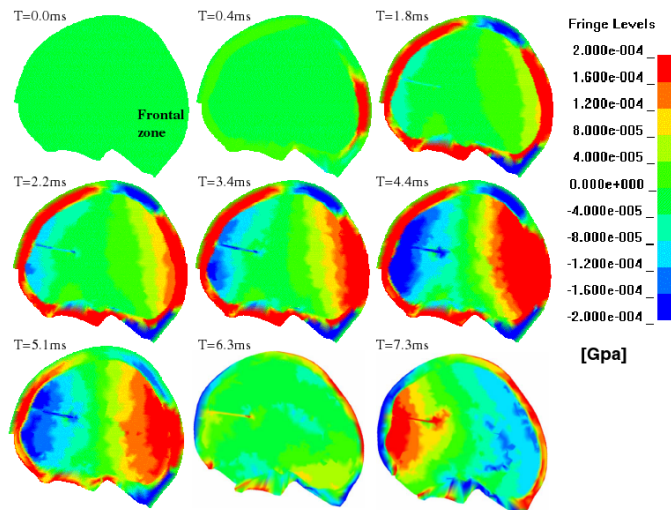 T=0.0ms
T=0.4ms
T=1.8ms
Fringe Levels
2.000e-004
1.600e-004
1.200e-004
8.000e-005
4.000e-005
0.000e+000
-4.000e-005
-8.000e-005
-1.200e-004
-1.600e-004
-2.000e-004
[Gpa]
Frontal
zone
T=2.2ms
T=3.4ms
T=4.4ms
T=5.1ms
T=6.3ms
T=7.3ms